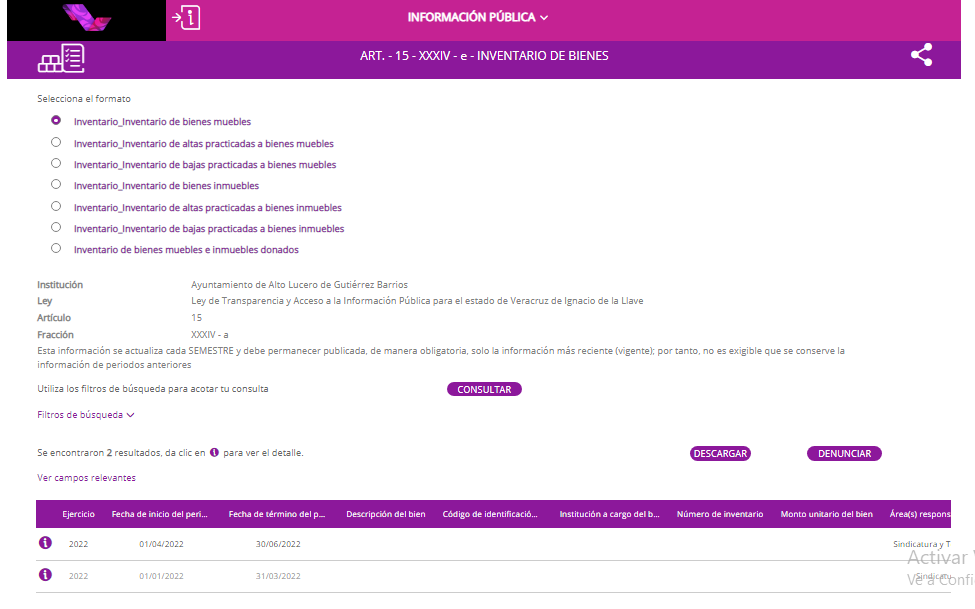 INFORMACIÓN PÚBLICA
ART. - 15 - XXXIV - e - INVENTARIO DE BIENES
Selecciona el formato
Inventario_Inventario de bienes muebles
Inventario_Inventario de altas practicadas a bienes muebles
Inventario_Inventario de bajas practicadas a bienes muebles
Inventario_Inventario de bienes inmuebles
Inventario_Inventario de altas practicadas a bienes inmuebles
Inventario_Inventario de bajas practicadas a bienes inmuebles
Inventario de bienes muebles e inmuebles donados
Institución Ayuntamiento de Alto Lucero de Gutiérrez Barrios
Ley Ley de Transparencia y Acceso a la Información Pública para el estado de Veracruz de Ignacio de la Llave
Artículo 15
Fracción XXXIV - a
Esta información se actualiza cada SEMESTRE y debe permanecer publicada, de manera obligatoria, solo la información más reciente (vigente); por tanto, no es exigible que se conserve la
información de periodos anteriores
Utiliza los filtros de búsqueda para acotar tu consulta CONSULTAR
Filtros de búsqueda
Se encontraron 2 resultados, da clic en i para ver el detalle. DESCARGAR DENUNCIAR
Ver campos relevantes
Ejercicio Fecha de inicio del peri... Fecha de término del p... Descripción del bien Código de identificació... Institución a cargo del b... Número de inventario Monto unitario del bien Área(s) respons
i 2022 01/04/2022 30/06/2022 Sindicatura y T
Activar
i 2022 01/01/2022 31/03/2022 Sindicatu
Ve a Confi